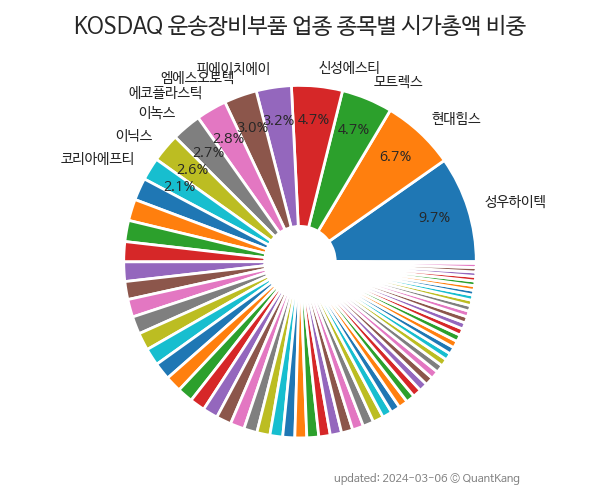 KOSDAQ 운송장비부품 업종 종목별 시가총액 비중
성우하이텍
현대힘스
모트렉스
신성에스티
피에이치에이
엠에스오토텍
에코플라스틱
이녹스
이닉스
코리아에프티
9.7%
6.7%
4.7%
4.7%
3.2%
3.0%
2.8%
2.7%
2.6%
2.1%
updated: 2024-03-06 © QuantKang